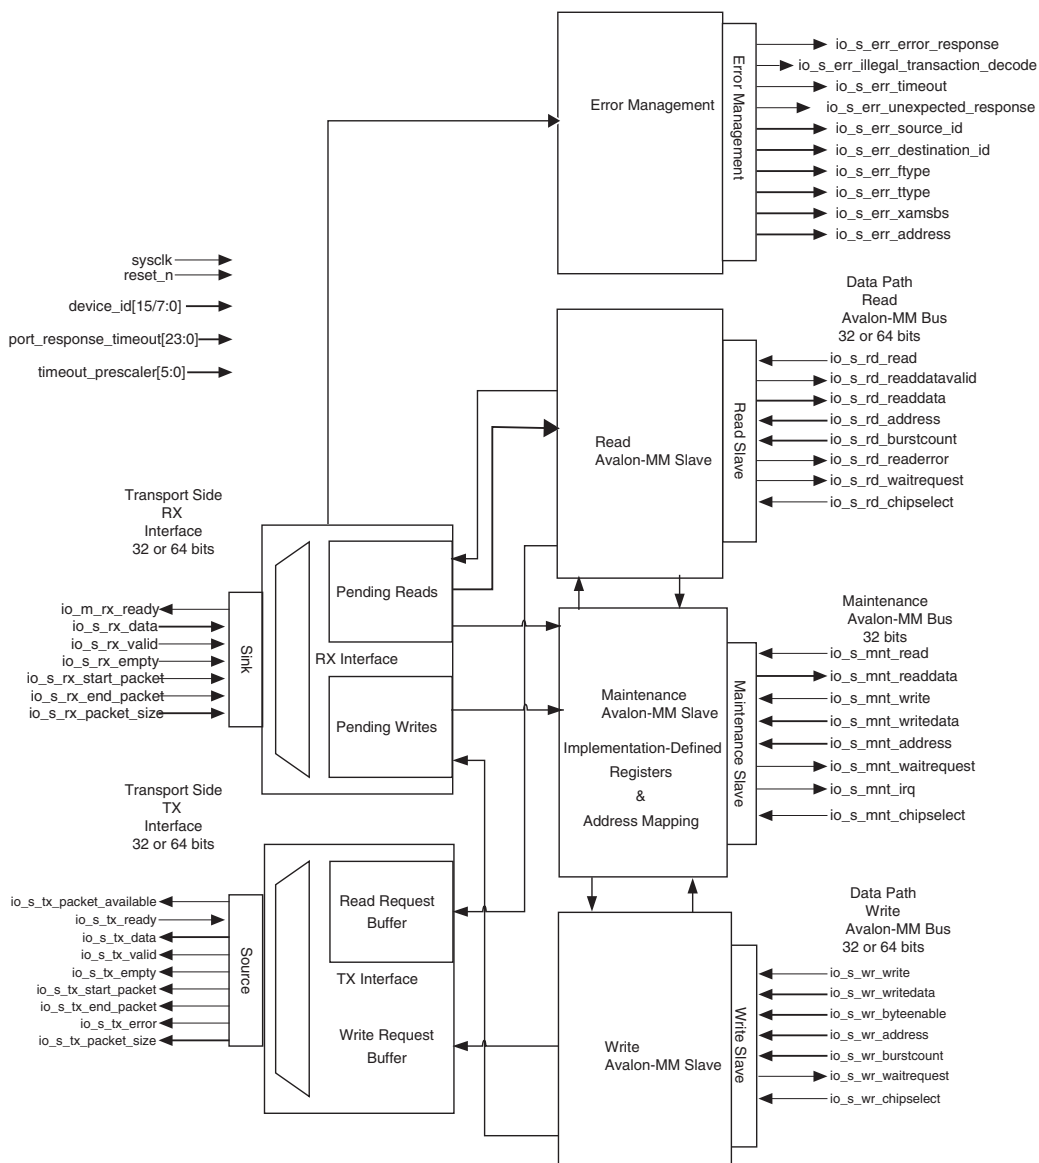 Error Management
Error Management
io_s_err_error_response
io_s_err_illegal_transaction_decode
io_s_err_timeout
io_s_err_unexpected_response
io_s_err_source_id
io_s_err_destination_id
io_s_err_ftype
io_s_err_ttype
io_s_err_xamsbs
io_s_err_address
sysclk
reset_n
device_id[15/7:0]
port_response_timeout[23:0]
timeout_prescaler[5:0]
Data Path
Read
Avalon-MM Bus
32 or 64 bits
Read
Avalon-MM Slave
Read Slave
io_s_rd_read
io_s_rd_readdatavalid
io_s_rd_readdata
io_s_rd_address
io_s_rd_burstcount
io_s_rd_readerror
io_s_rd_waitrequest
io_s_rd_chipselect
Transport Side
RX
Interface
32 or 64 bits
io_m_rx_ready
io_s_rx_data
io_s_rx_valid
io_s_rx_empty
io_s_rx_start_packet
io_s_rx_end_packet
io_s_rx_packet_size
Sink
Pending Reads
RX Interface
Pending Writes
Maintenance
Avalon-MM Bus
32 bits
Maintenance
Avalon-MM Slave
Implementation-Defined
Registers
&
Address Mapping
Maintenance Slave
io_s_mnt_read
io_s_mnt_readdata
io_s_mnt_write
io_s_mnt_writedata
io_s_mnt_address
io_s_mnt_waitrequest
io_s_mnt_irq
io_s_mnt_chipselect
Transport Side
TX
Interface
32 or 64 bits
io_s_tx_packet_available
io_s_tx_ready
io_s_tx_data
io_s_tx_valid
io_s_tx_empty
io_s_tx_start_packet
io_s_tx_end_packet
io_s_tx_error
io_s_tx_packet_size
Source
Read Request
Buffer
TX Interface
Write Request
Buffer
Data Path
Write
Avalon-MM Bus
32 or 64 bits
Write
Avalon-MM Slave
Write Slave
io_s_wr_write
io_s_wr_writedata
io_s_wr_byteenable
io_s_wr_address
io_s_wr_burstcount
io_s_wr_waitrequest
io_s_wr_chipselect